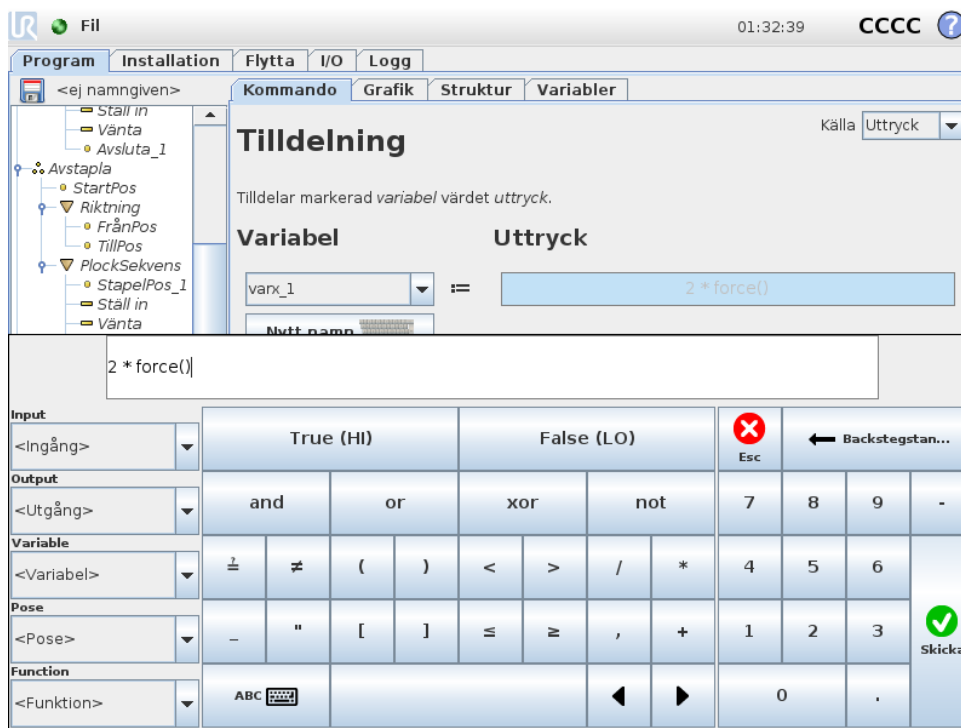 UR Fil 01:32:39 CCCC ?
Program Installation Flytta I/O Logg
<ej namngiven> Kommando Grafik Struktur Variabler
Ställ in
Vänta
Avsluta_1
Avstapla
StartPos
Riktning
FrånPos
TillPos
PlockSekvens
StapelPos_1
Ställ in
Vänta
Källa Uttryck
Tilldelning
Tilldelar markerad variabel värdet uttryck.
Variabel Uttryck
varx_1 := 2 * force()
Nytt namn
2 * force()
Input
<Ingång>
Output
<Utgång>
Variable
<Variabel>
Pose
<Pose>
Function
<Funktion>
True (HI) False (LO) Esc Backstegstan...
and or xor not 7 8 9 -
≟ ≠ ( ) < > / * 4 5 6
_ " [ ] ≤ ≥ , + 1 2 3 Skicka
ABC 0 .